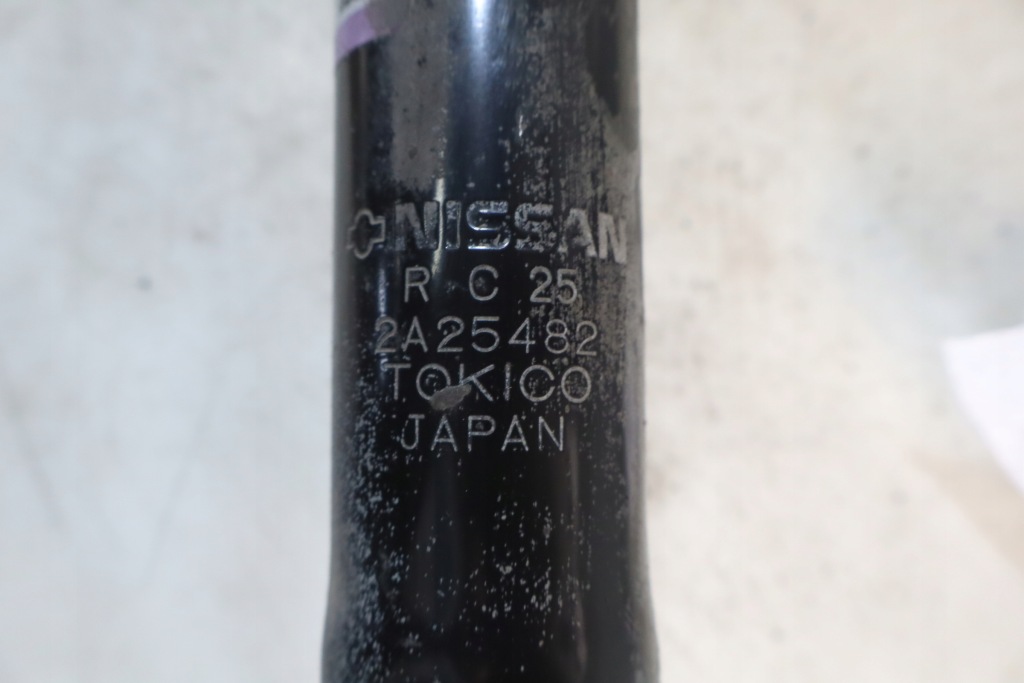 NISSAN
R C 25
2A25482
TOKICO
JAPAN